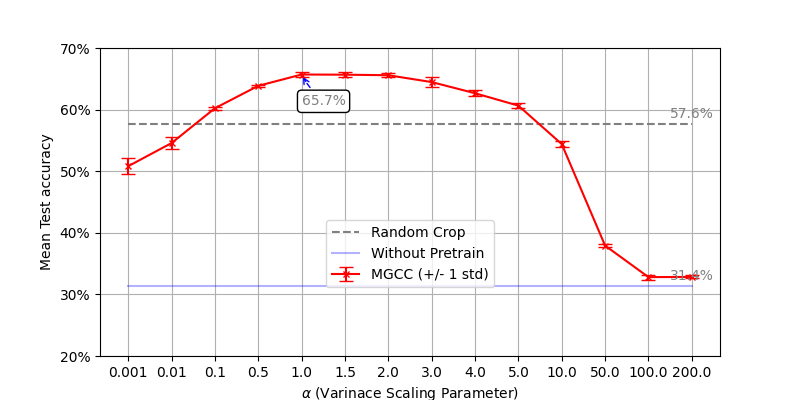 70%
60%
50%
40%
30%
20%
Mean Test accuracy
65.7%
57.6%
31.4%
Random Crop
Without Pretrain
MGCC (+/- 1 std)
0.001 0.01 0.1 0.5 1.0 1.5 2.0 3.0 4.0 5.0 10.0 50.0 100.0 200.0
α (Varinace Scaling Parameter)